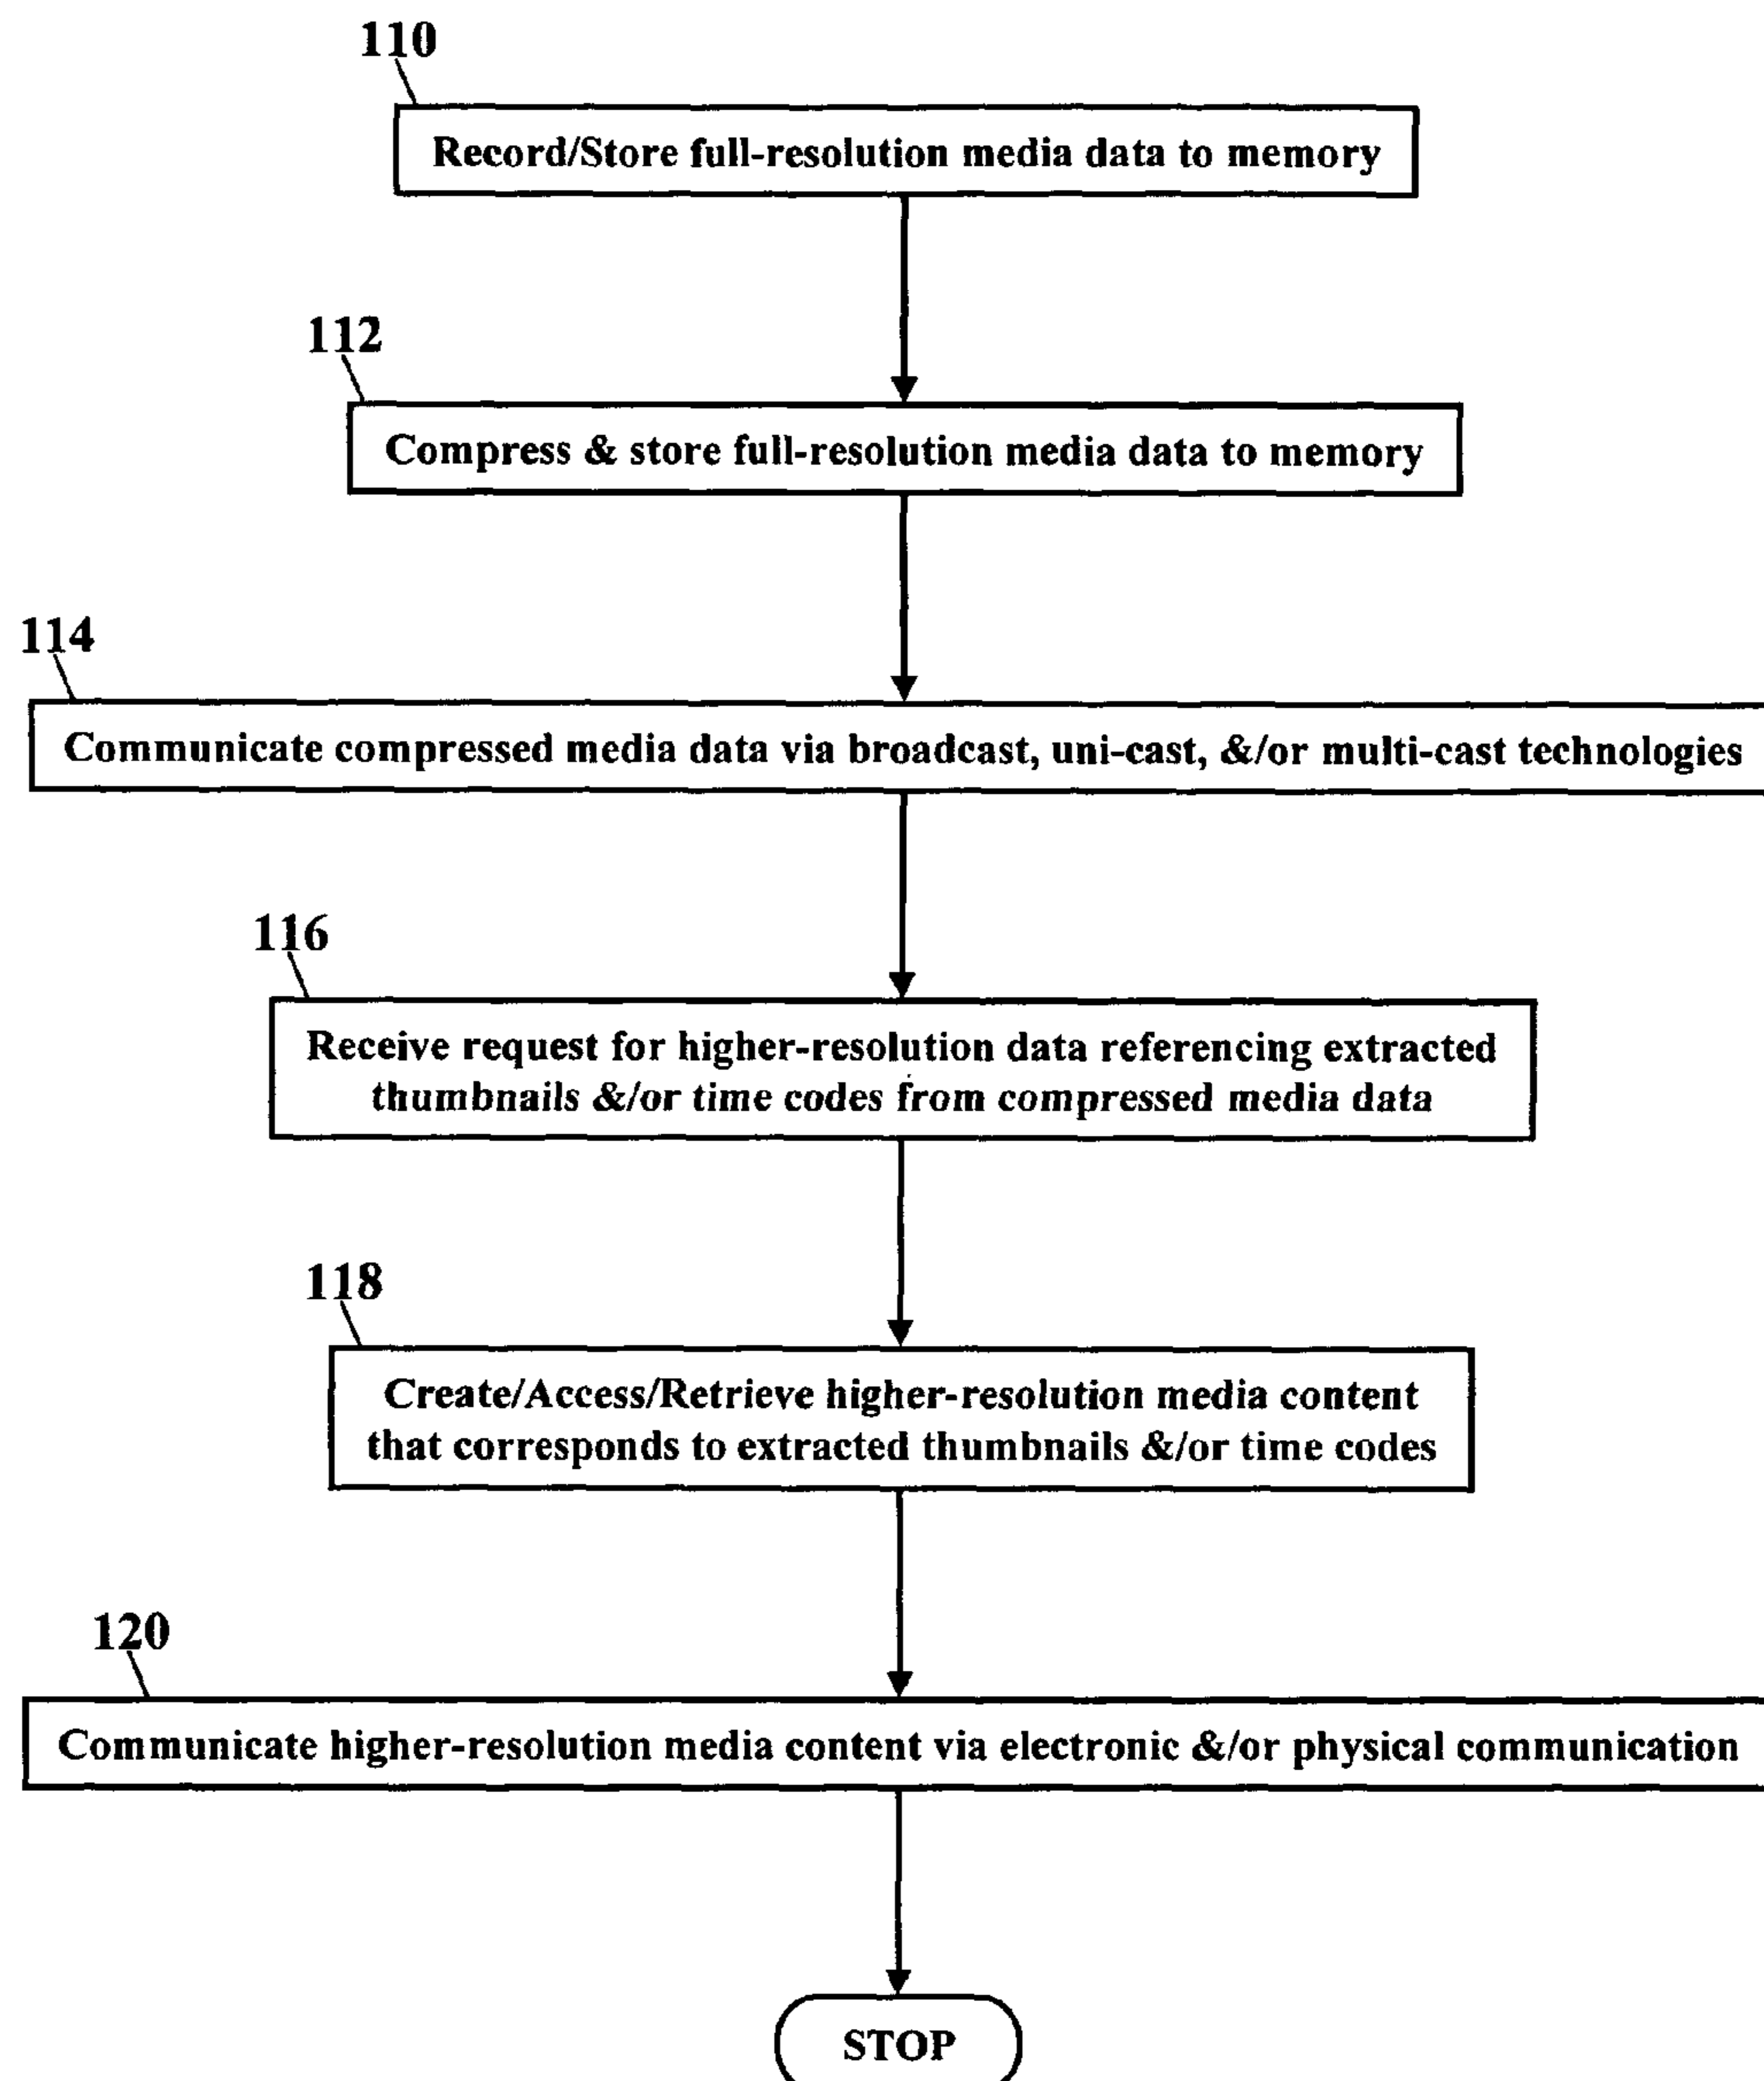 110
Record/Store full-resolution media data to memory
112
Compress & store full-resolution media data to memory
114
Communicate compressed media data via broadcast, uni-cast, &/or multi-cast technologies
116
Receive request for higher-resolution data referencing extracted
thumbnails &/or time codes from compressed media data
118
Create/Access/Retrieve higher-resolution media content
that corresponds to extracted thumbnails &/or time codes
120
Communicate higher-resolution media content via electronic &/or physical communication
STOP